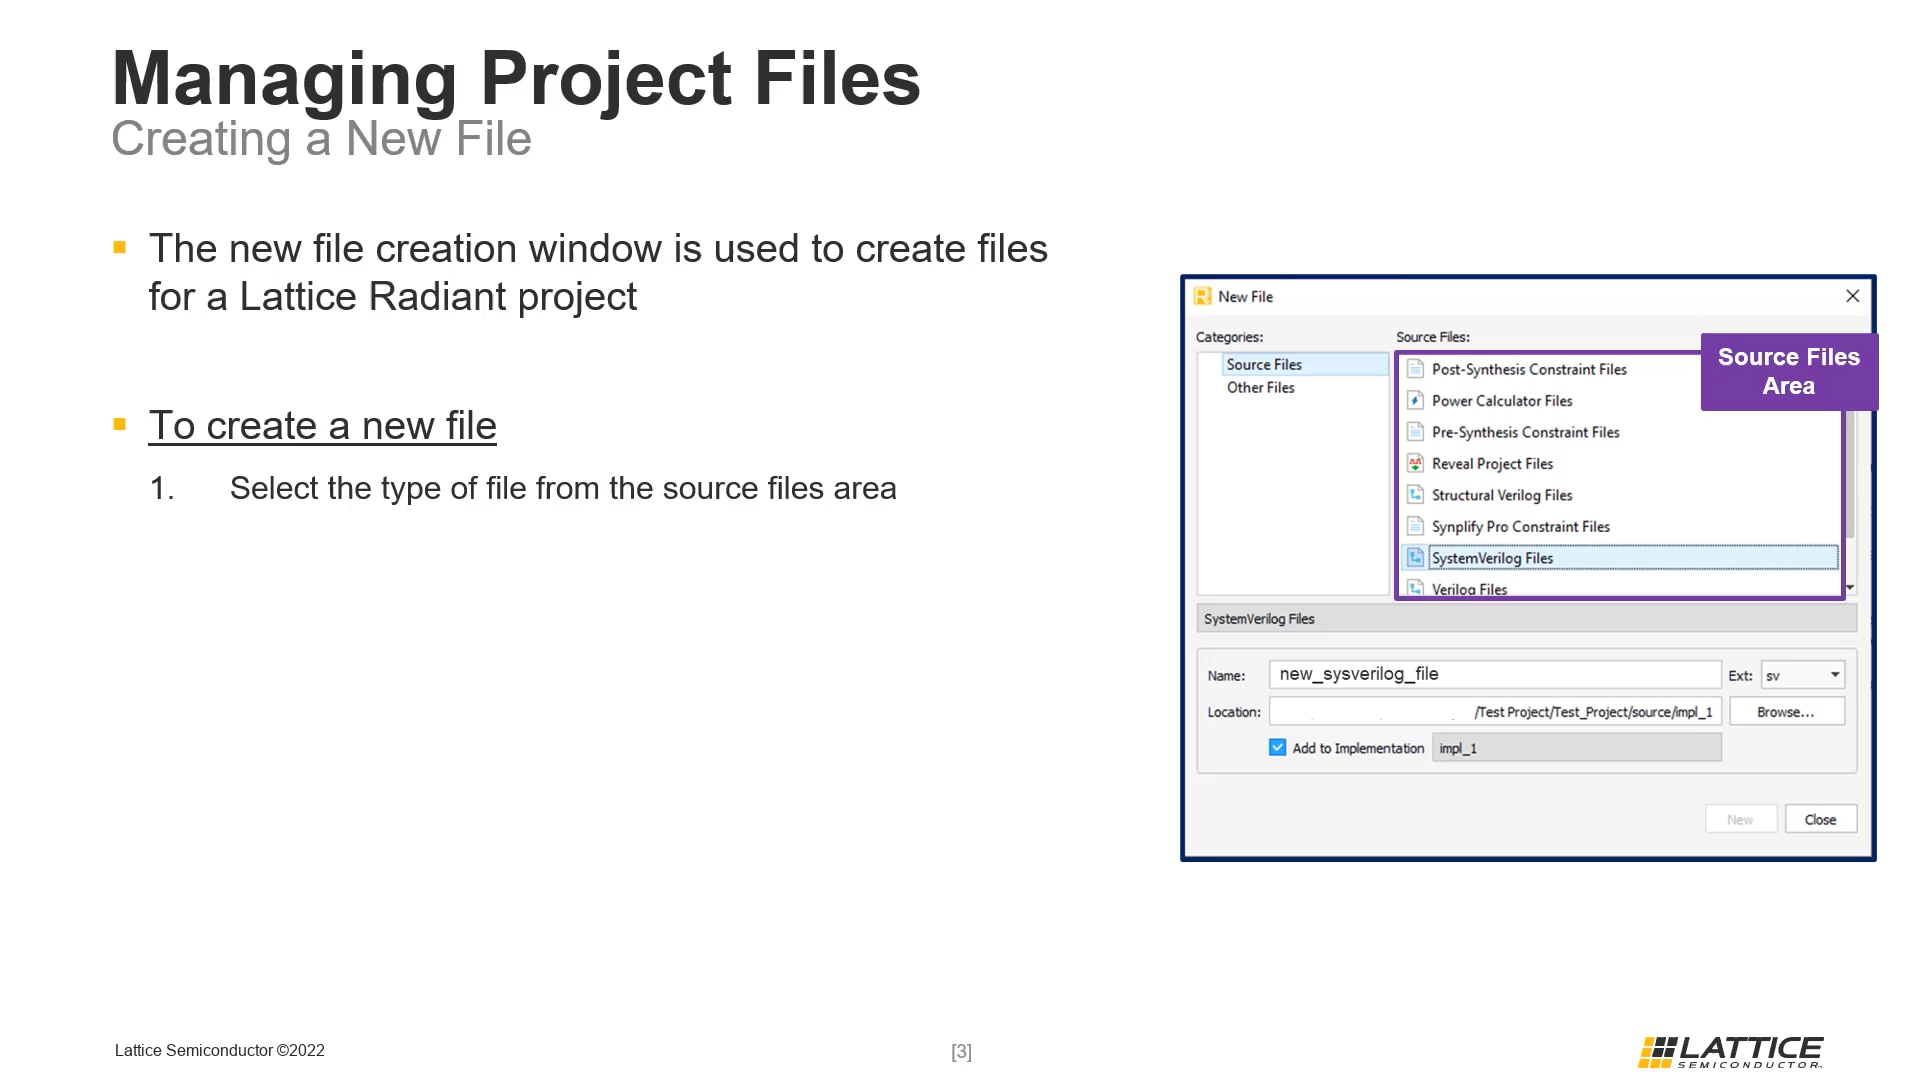 Managing Project Files
Creating a New File
The new file creation window is used to create files
for a Lattice Radiant project
To create a new file
1. Select the type of file from the source files area
New File
Categories:
Source Files
Other Files
Source Files:
Source Files
Area
Post-Synthesis Constraint Files
Power Calculator Files
Pre-Synthesis Constraint Files
Reveal Project Files
Structural Verilog Files
Synplify Pro Constraint Files
SystemVerilog Files
Verilog Files
SystemVerilog Files
Name: new_sysverilog_file Ext: sv
Location: /Test Project/Test_Project/source/impl_1 Browse...
Add to Implementation impl_1
New Close
Lattice Semiconductor ©2022
[3]
LATTICE
SEMICONDUCTOR